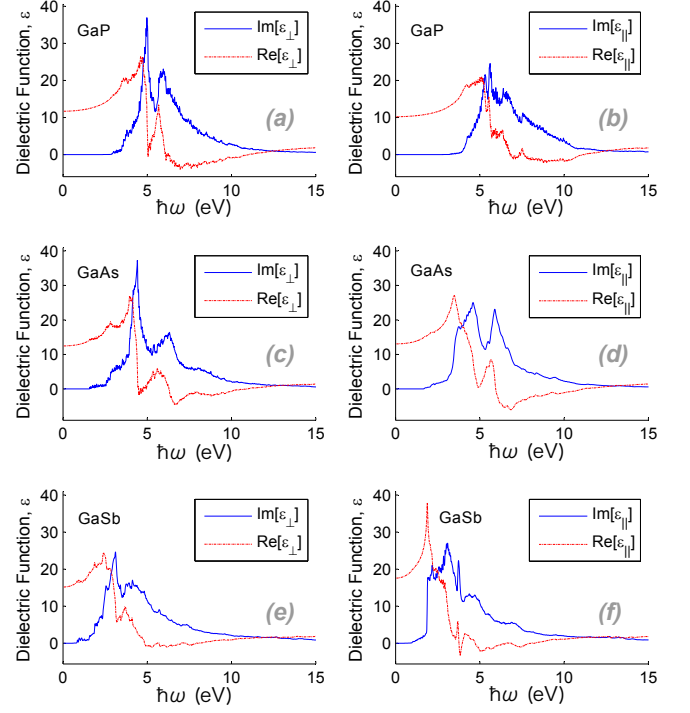 GaP
Im[ε⊥]
Re[ε⊥]
(a)
Dielectric Function, ε
40
30
20
10
0
0 5 10 15
ħω (eV)
GaP
Im[ε||]
Re[ε||]
(b)
Dielectric Function, ε
40
30
20
10
0
0 5 10 15
ħω (eV)
GaAs
Im[ε⊥]
Re[ε⊥]
(c)
Dielectric Function, ε
40
30
20
10
0
0 5 10 15
ħω (eV)
GaAs
Im[ε||]
Re[ε||]
(d)
Dielectric Function, ε
40
30
20
10
0
0 5 10 15
ħω (eV)
GaSb
Im[ε⊥]
Re[ε⊥]
(e)
Dielectric Function, ε
40
30
20
10
0
0 5 10 15
ħω (eV)
GaSb
Im[ε||]
Re[ε||]
(f)
Dielectric Function, ε
40
30
20
10
0
0 5 10 15
ħω (eV)